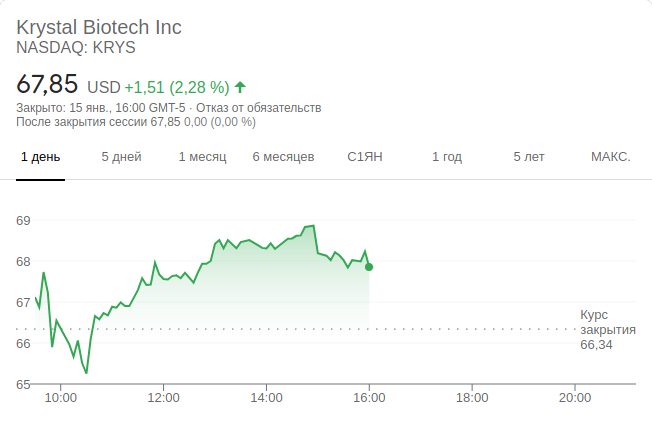 Krystal Biotech Inc
NASDAQ: KRYS
67,85 USD +1,51 (2,28 %)
Закрыто: 15 янв., 16:00 GMT-5 · Отказ от обязательств
После закрытия сессии 67,85 0,00 (0,00 %)
1 день 5 дней 1 месяц 6 месяцев С1ЯН 1 год 5 лет МАКС.
69
68
67
66
65
Курс
закрытия
66,34
10:00 12:00 14:00 16:00 18:00 20:00